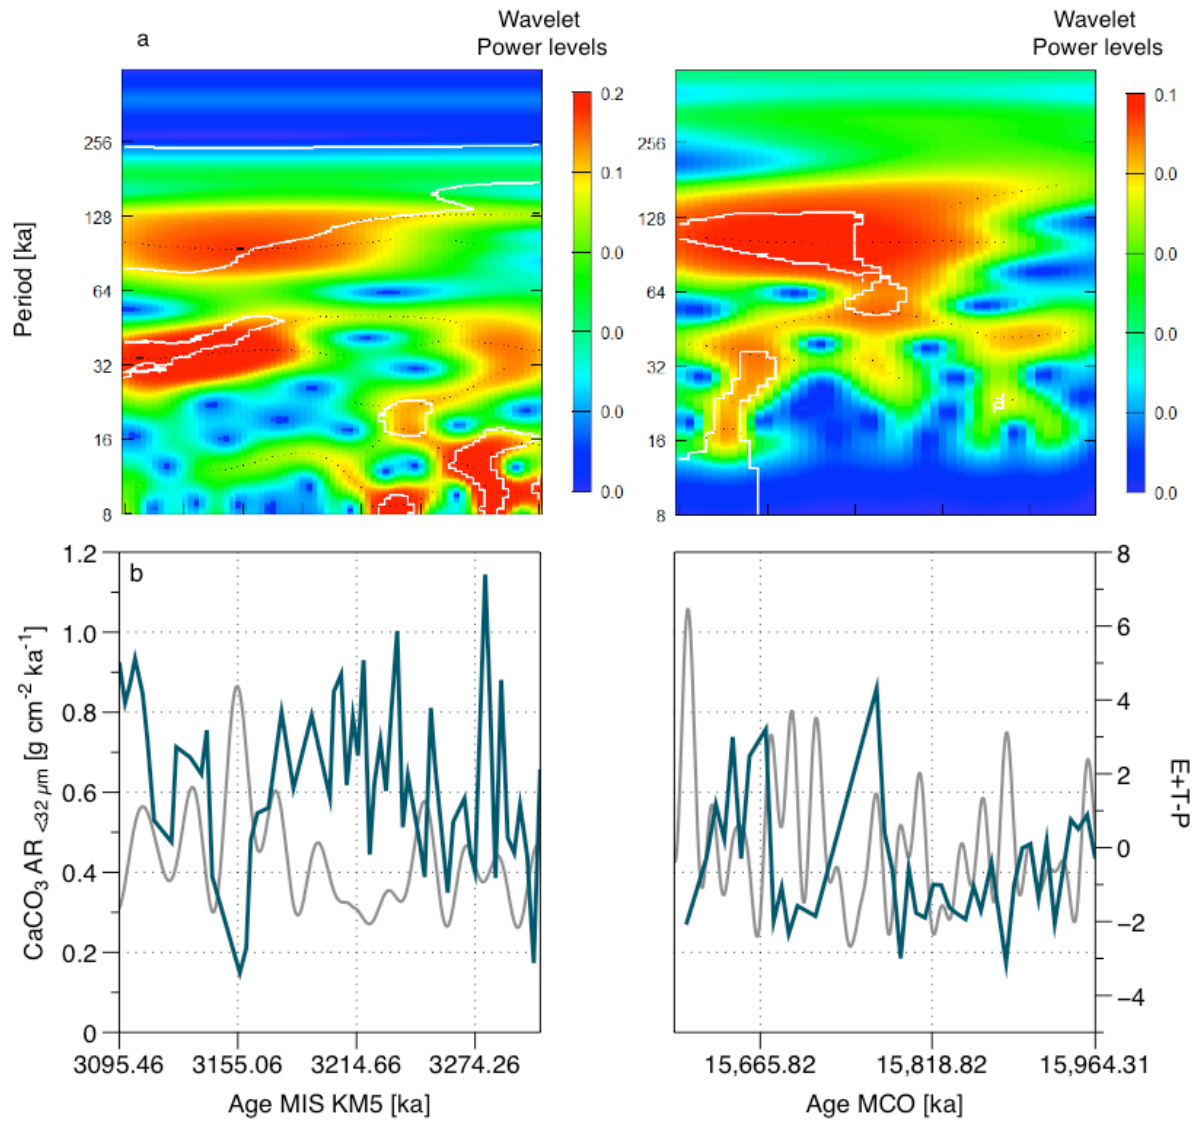 a
Wavelet
Power levels
Wavelet
Power levels
Period [ka]
256
128
64
32
16
8
0.2
0.1
0.0
0.0
0.0
0.0
256
128
64
32
16
8
0.1
0.0
0.0
0.0
0.0
0.0
b
CaCO3 AR <32 μm [g cm-2 ka-1]
1.2
1.0
0.8
0.6
0.4
0.2
0
3095.46 3155.06 3214.66 3274.26
Age MIS KM5 [ka]
8
6
4
2
0
−2
−4
E+T-P
15,665.82 15,818.82 15,964.31
Age MCO [ka]